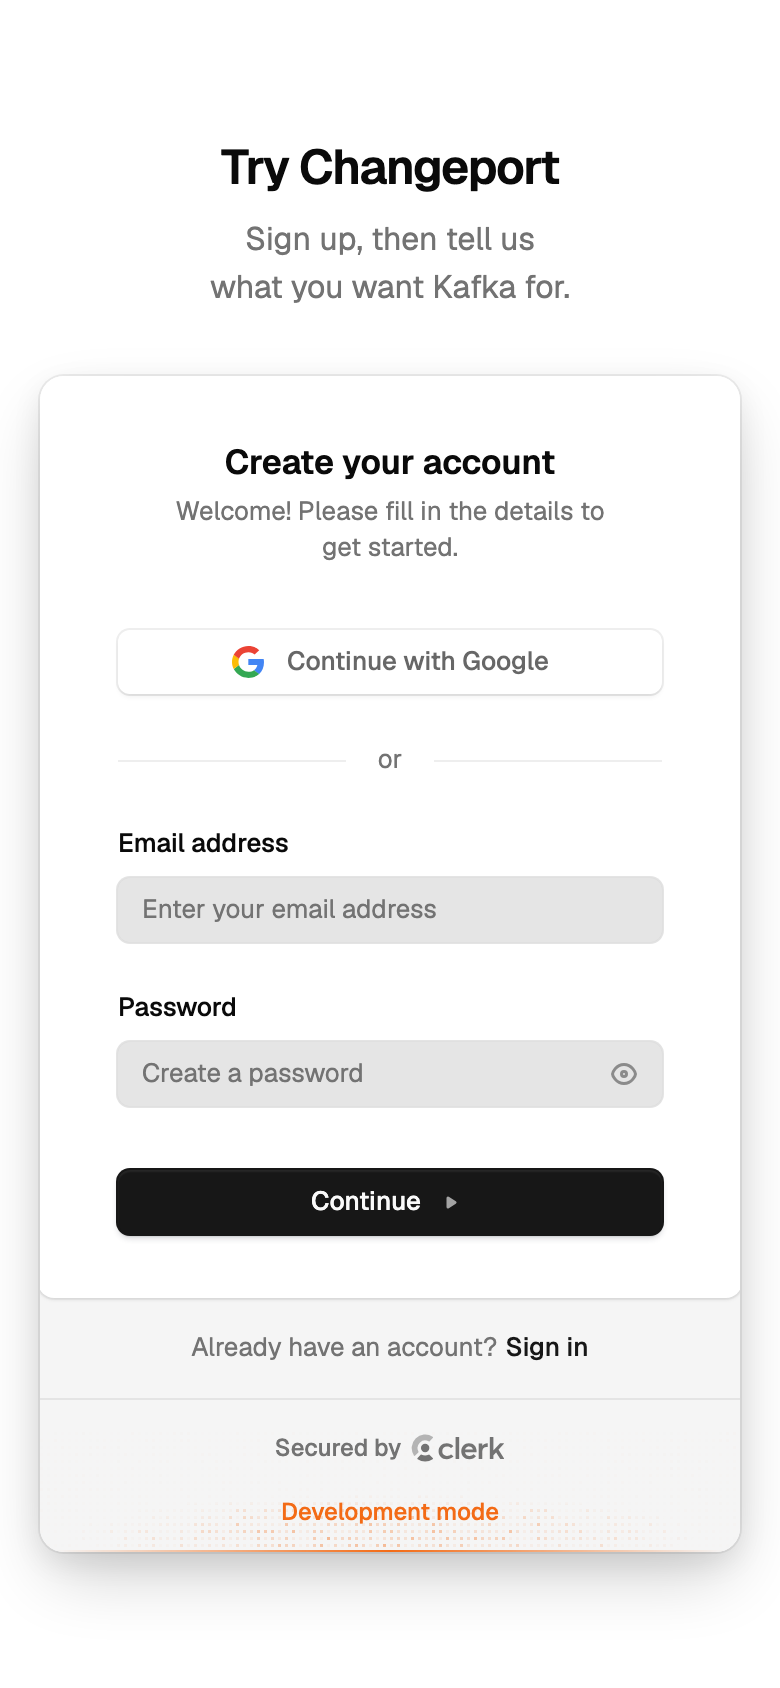 Try Changeport
Sign up, then tell us
what you want Kafka for.
Create your account
Welcome! Please fill in the details to
get started.
Continue with Google
or
Email address
Enter your email address
Password
Create a password
Continue
Already have an account? Sign in
Secured by clerk
Development mode